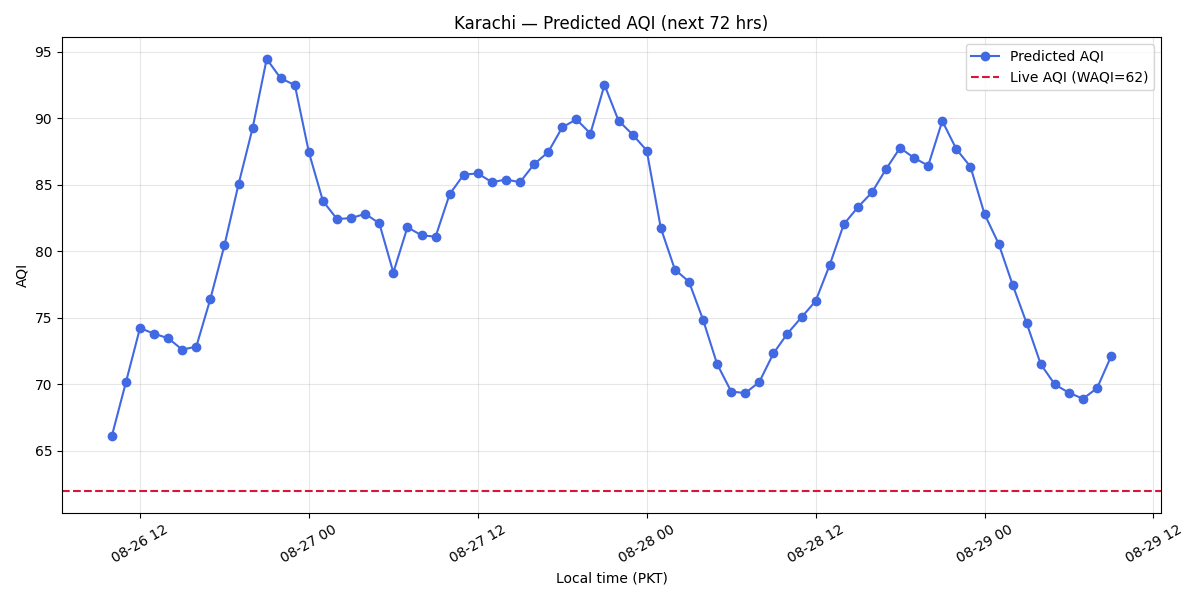 Karachi — Predicted AQI (next 72 hrs)
Predicted AQI
Live AQI (WAQI=62)
AQI
95
90
85
80
75
70
65
08-26 12
08-27 00
08-27 12
08-28 00
08-28 12
08-29 00
08-29 12
Local time (PKT)